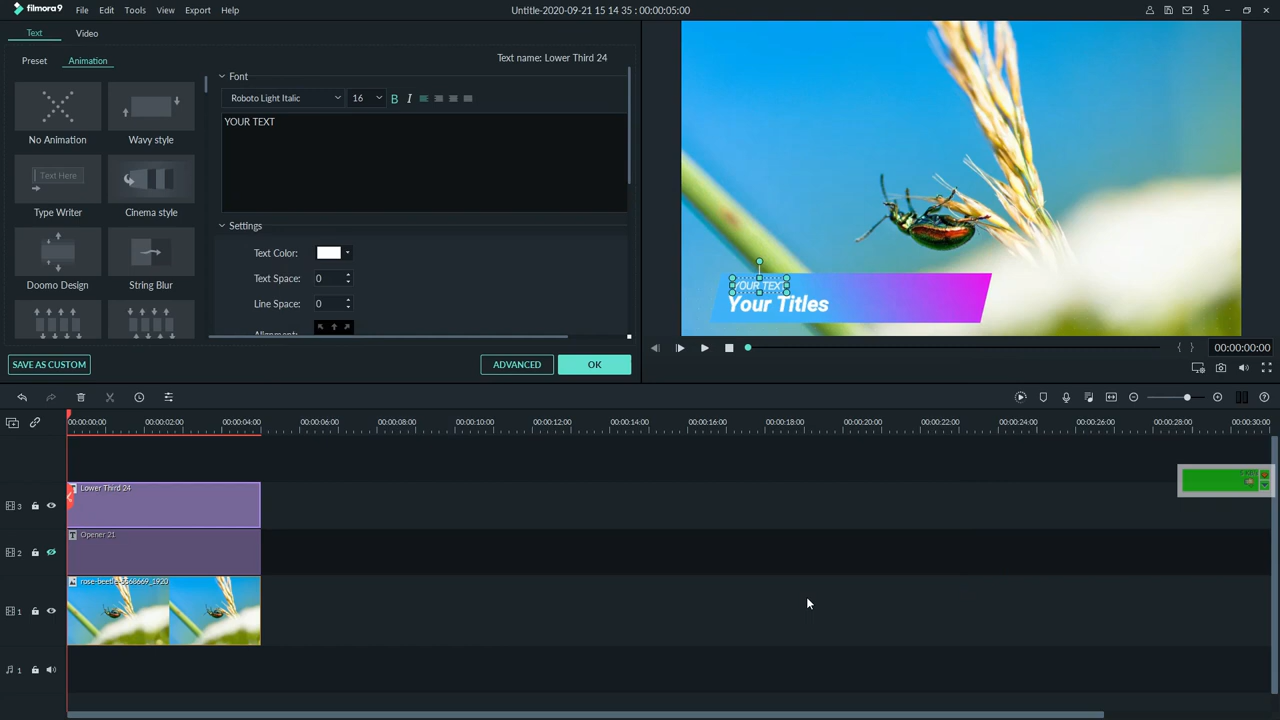 filmora9 File Edit Tools View Export Help Untitle-2020-09-21 15 14 35 : 00:00:05:00
Text Video
Preset Animation Text name: Lower Third 24
Font
Roboto Light Italic 16 B I
YOUR TEXT
No Animation Wavy style
Text Here
Type Writer Cinema style
Settings
Text Color:
Text Space: 0
Doomo Design String Blur
Line Space: 0
Alignment:
SAVE AS CUSTOM ADVANCED OK
YOUR TEXT
Your Titles
00:00:00:00
00:00:00:00 00:00:02:00 00:00:04:00 00:00:06:00 00:00:08:00 00:00:10:00 00:00:12:00 00:00:14:00 00:00:16:00 00:00:18:00 00:00:20:00 00:00:22:00 00:00:24:00 00:00:26:00 00:00:28:00 00:00:30:00
Lower Third 24
3
T Opener 21
2
rose-beetle-5568669_1920
1
1